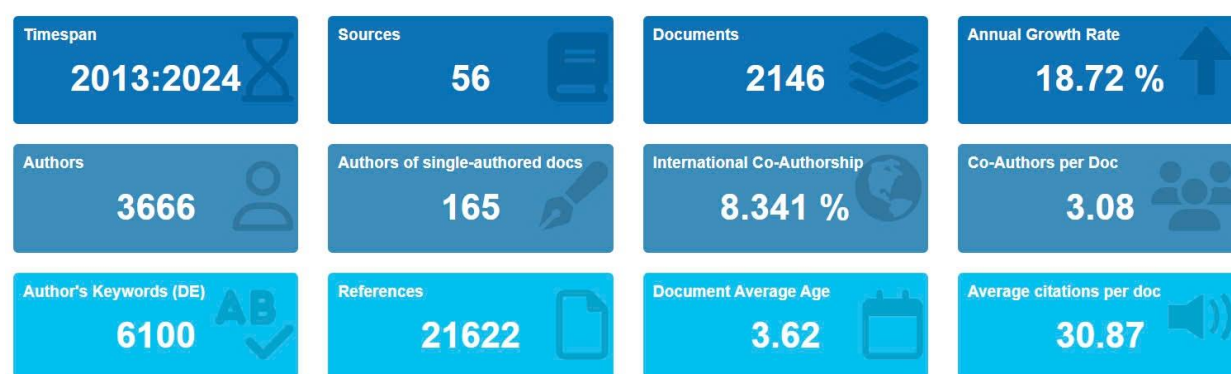 Timespan
2013:2024
Sources
56
Documents
2146
Annual Growth Rate
18.72 %
Authors
3666
Authors of single-authored docs
165
International Co-Authorship
8.341 %
Co-Authors per Doc
3.08
Author's Keywords (DE)
6100
AB
References
21622
Document Average Age
3.62
Average citations per doc
30.87